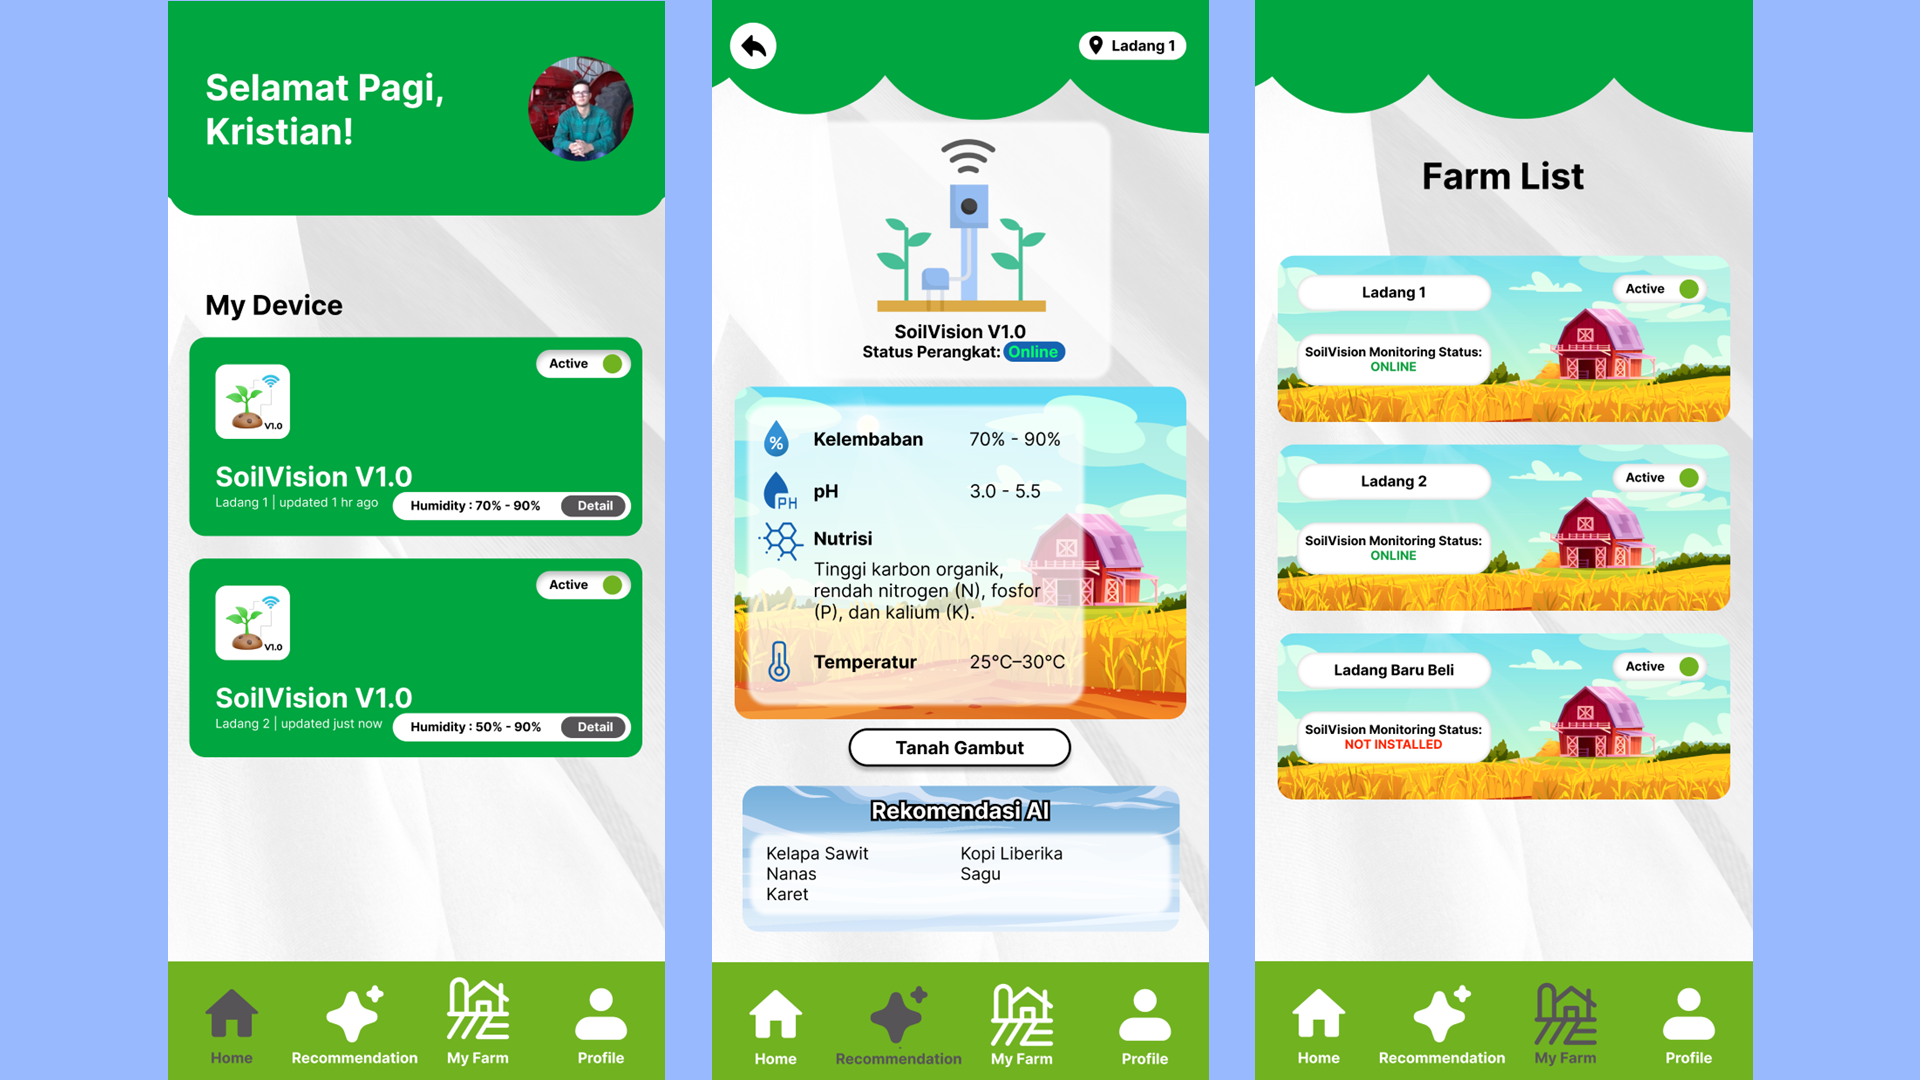 Selamat Pagi,
Kristian!
My Device
Active
V1.0
SoilVision V1.0
Ladang 1 | updated 1 hr ago
Humidity : 70% - 90%
Detail
Active
V1.0
SoilVision V1.0
Ladang 2 | updated just now
Humidity : 50% - 90%
Detail
Home
Recommendation
My Farm
Profile
Ladang 1
SoilVision V1.0
Status Perangkat: Online
% Kelembaban 70% - 90%
PH pH 3.0 - 5.5
Nutrisi
Tinggi karbon organik,
rendah nitrogen (N), fosfor
(P), dan kalium (K).
Temperatur 25°C–30°C
Tanah Gambut
Rekomendasi AI
Kelapa Sawit
Nanas
Karet
Kopi Liberika
Sagu
Home
Recommendation
My Farm
Profile
Farm List
Ladang 1
Active
SoilVision Monitoring Status:
ONLINE
Ladang 2
Active
SoilVision Monitoring Status:
ONLINE
Ladang Baru Beli
Active
SoilVision Monitoring Status:
NOT INSTALLED
Home
Recommendation
My Farm
Profile